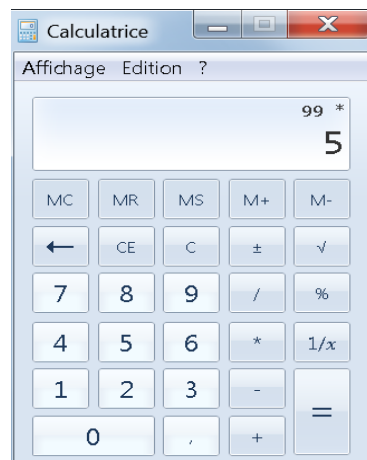 Calculatrice
Affichage Edition ?
99 *
5
MC MR MS M+ M-
← CE C ± √
7 8 9 / %
4 5 6 * 1/x
1 2 3 - =
0 , +